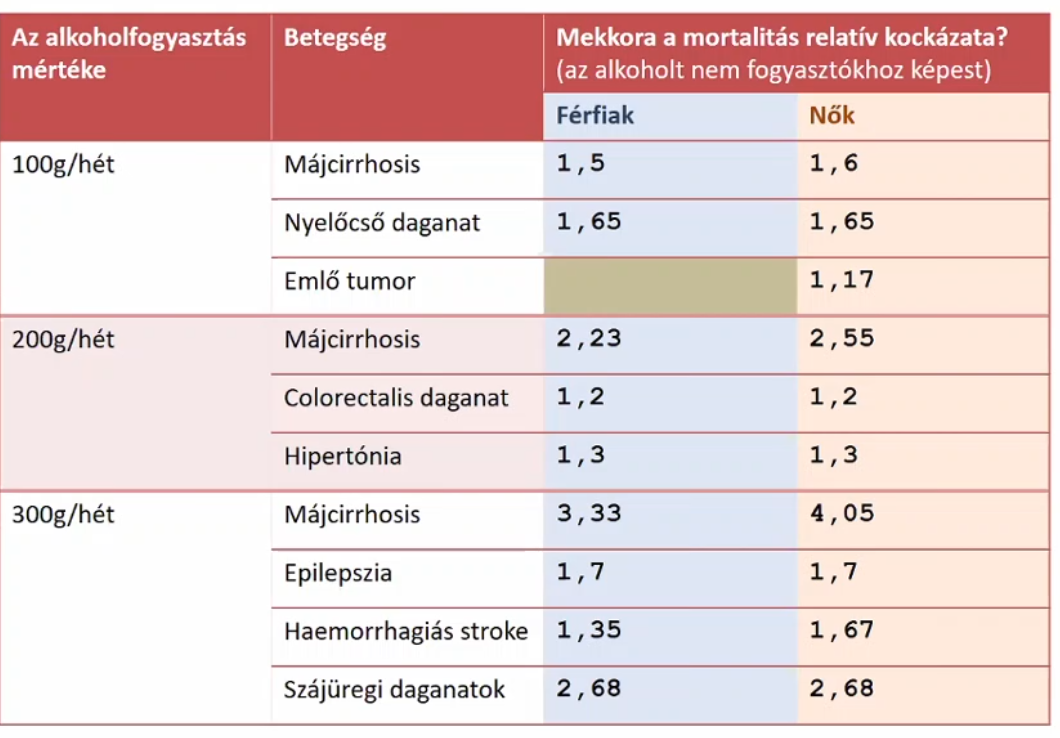 Az alkoholfogyasztás mértéke Betegség Mekkora a mortalitás relatív kockázata?
(az alkoholt nem fogyasztókhoz képest)
Férfiak Nők
100g/hét Májcirrhosis 1,5 1,6
Nyelőcső daganat 1,65 1,65
Emlő tumor 1,17
200g/hét Májcirrhosis 2,23 2,55
Colorectalis daganat 1,2 1,2
Hipertónia 1,3 1,3
300g/hét Májcirrhosis 3,33 4,05
Epilepszia 1,7 1,7
Haemorrhagiás stroke 1,35 1,67
Szájüregi daganatok 2,68 2,68